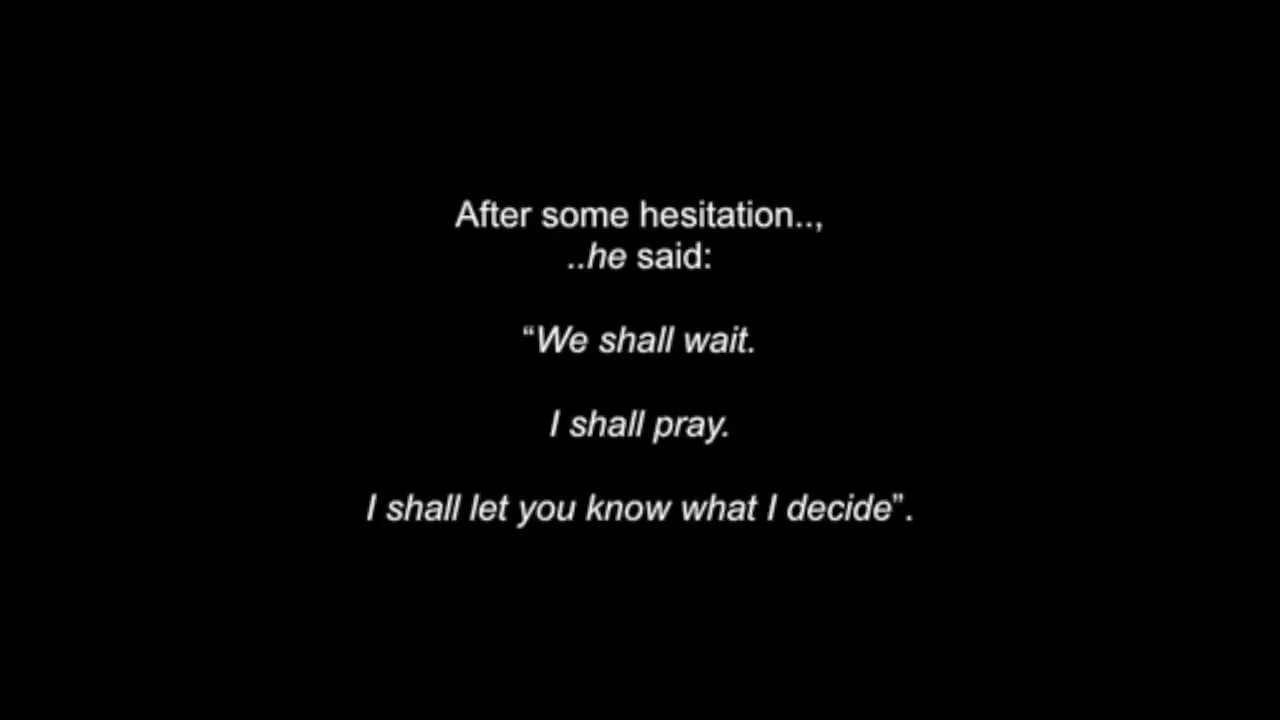 After some hesitation..,
..he said:
“We shall wait.
I shall pray.
I shall let you know what I decide”.